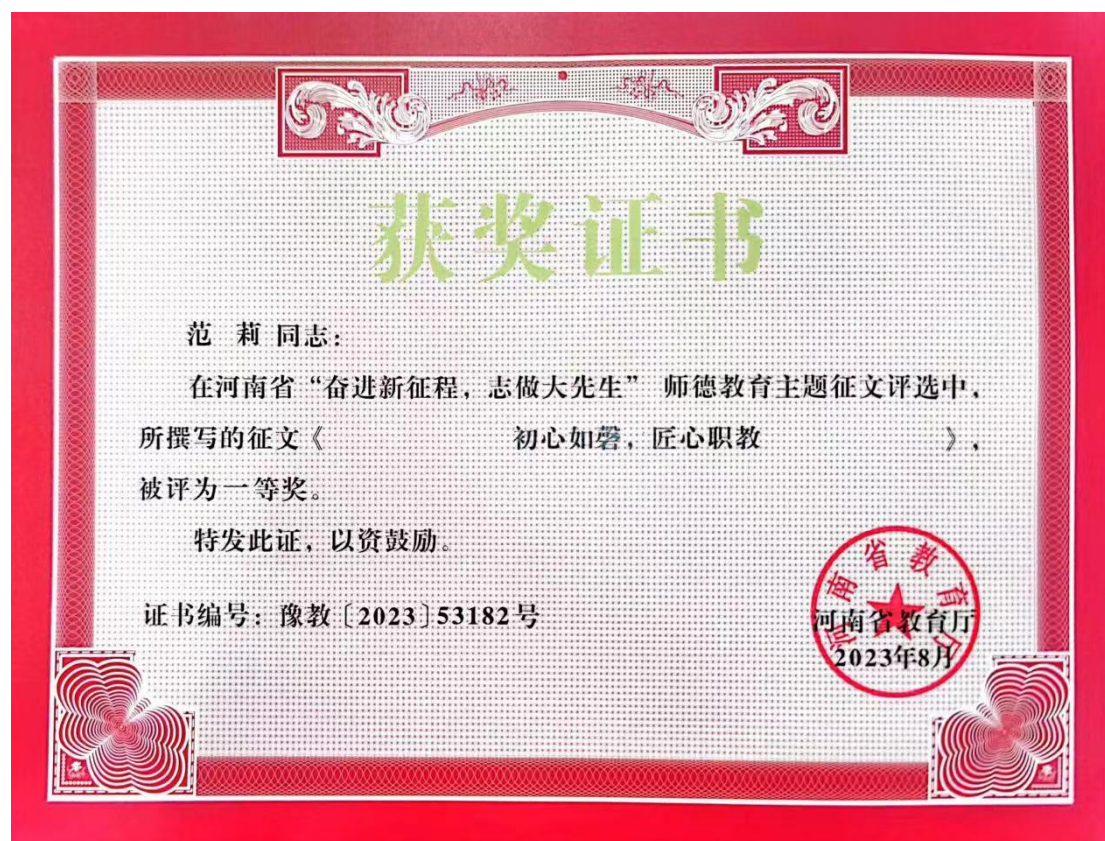 获奖证书
范 莉 同志：
在河南省“奋进新征程，志做大先生” 师德教育主题征文评选中，
所撰写的征文《 初心如磬，匠心职教 》，
被评为一等奖。
特发此证，以资鼓励。
证书编号：豫教〔2023〕53182号
河南省教育厅
河南省教育厅
2023年8月